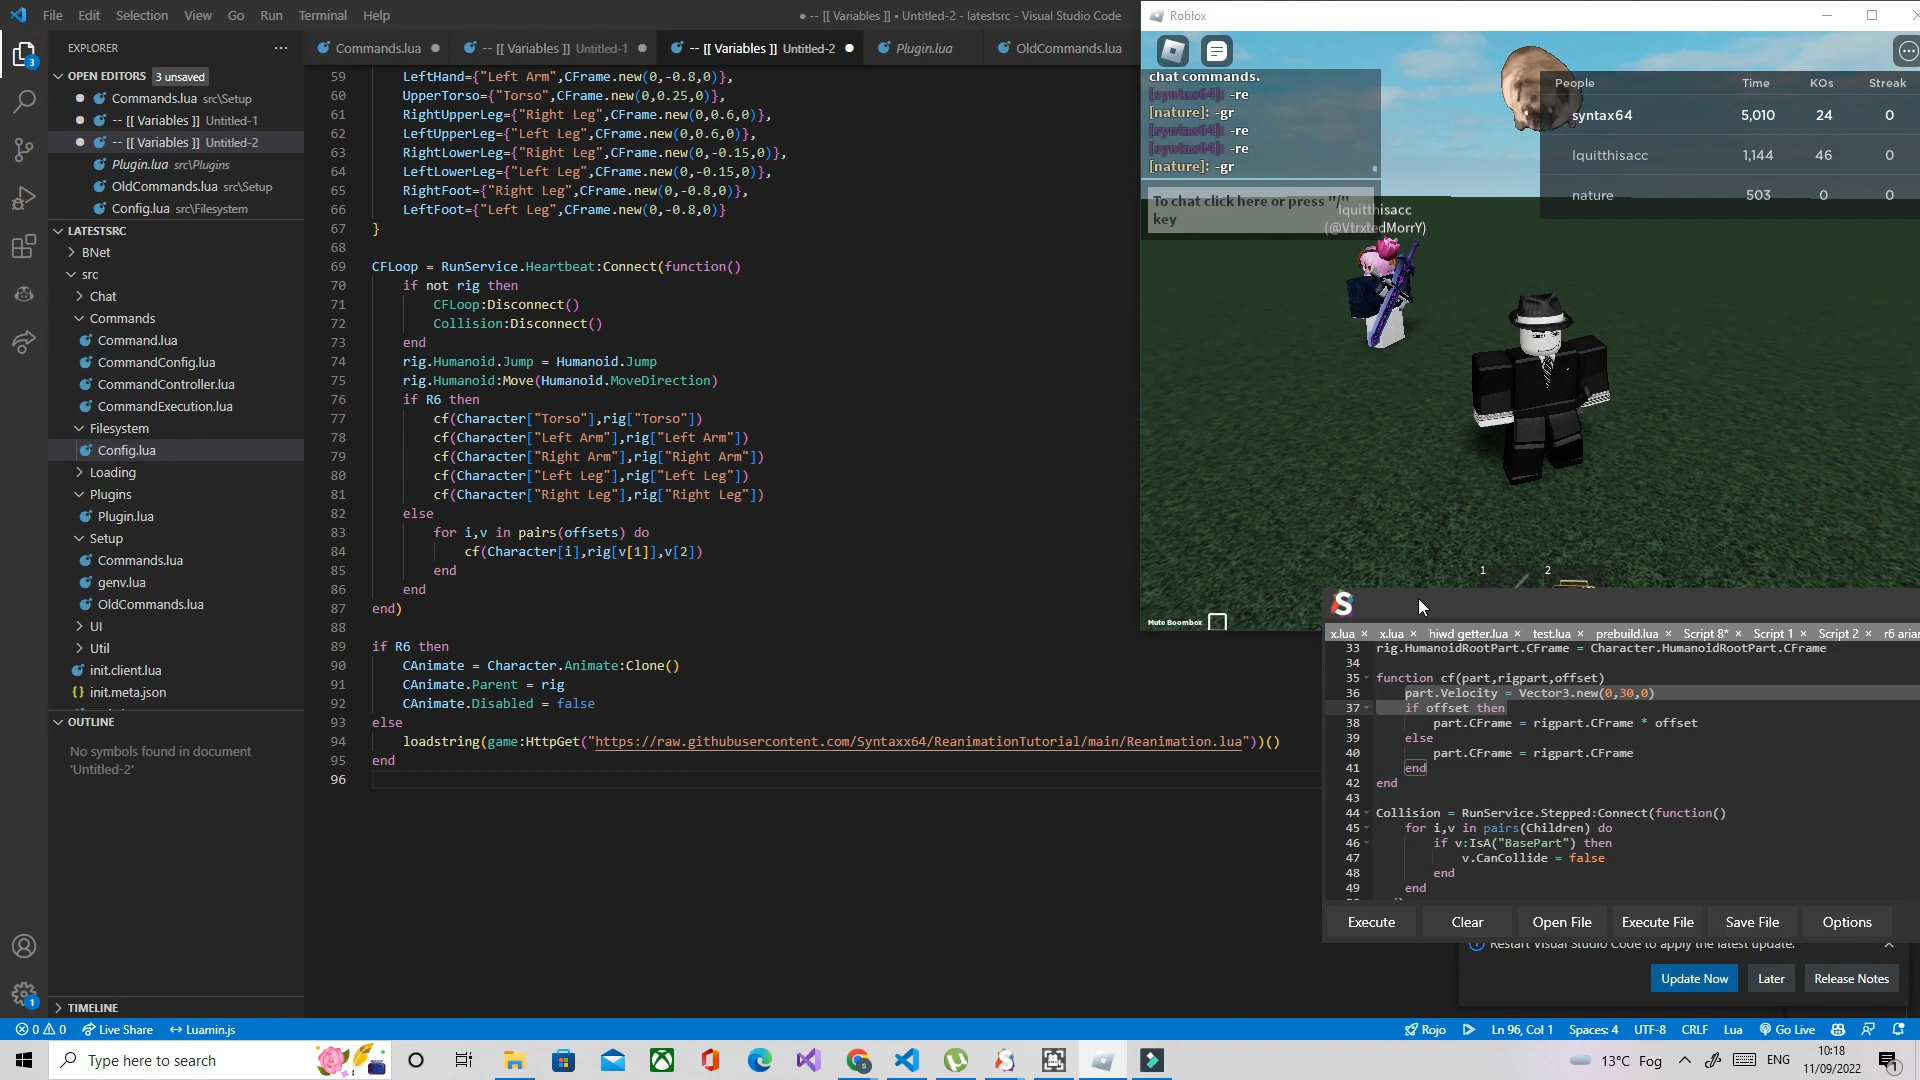 File Edit Selection View Go Run Terminal Help
● -- [[ Variables ]] • Untitled-2 - latestsrc - Visual Studio Code
EXPLORER
OPEN EDITORS 3 unsaved
Commands.lua src\Setup
-- [[ Variables ]] Untitled-1
-- [[ Variables ]] Untitled-2
Plugin.lua src\Plugins
OldCommands.lua src\Setup
Config.lua src\Filesystem
LATESTSRC
BNet
src
Chat
Commands
Command.lua
CommandConfig.lua
CommandController.lua
CommandExecution.lua
Filesystem
Config.lua
Loading
Plugins
Plugin.lua
Setup
Commands.lua
genv.lua
OldCommands.lua
UI
Util
init.client.lua
init.meta.json
OUTLINE
No symbols found in document
'Untitled-2'
TIMELINE
Commands.lua -- [[ Variables ]] Untitled-1 -- [[ Variables ]] Untitled-2 Plugin.lua OldCommands.lua
59 LeftHand={"Left Arm",CFrame.new(0,-0.8,0)},
60 UpperTorso={"Torso",CFrame.new(0,0.25,0)},
61 RightUpperLeg={"Right Leg",CFrame.new(0,0.6,0)},
62 LeftUpperLeg={"Left Leg",CFrame.new(0,0.6,0)},
63 RightLowerLeg={"Right Leg",CFrame.new(0,-0.15,0)},
64 LeftLowerLeg={"Left Leg",CFrame.new(0,-0.15,0)},
65 RightFoot={"Right Leg",CFrame.new(0,-0.8,0)},
66 LeftFoot={"Left Leg",CFrame.new(0,-0.8,0)}
67 }
68
69 CFLoop = RunService.Heartbeat:Connect(function()
70 if not rig then
71 CFLoop:Disconnect()
72 Collision:Disconnect()
73 end
74 rig.Humanoid.Jump = Humanoid.Jump
75 rig.Humanoid:Move(Humanoid.MoveDirection)
76 if R6 then
77 cf(Character["Torso"],rig["Torso"])
78 cf(Character["Left Arm"],rig["Left Arm"])
79 cf(Character["Right Arm"],rig["Right Arm"])
80 cf(Character["Left Leg"],rig["Left Leg"])
81 cf(Character["Right Leg"],rig["Right Leg"])
82 else
83 for i,v in pairs(offsets) do
84 cf(Character[i],rig[v[1]],v[2])
85 end
86 end
87 end)
88
89 if R6 then
90 CAnimate = Character.Animate:Clone()
91 CAnimate.Parent = rig
92 CAnimate.Disabled = false
93 else
94 loadstring(game:HttpGet("https://raw.githubusercontent.com/Syntaxx64/ReanimationTutorial/main/Reanimation.lua"))()
95 end
96
Roblox
chat commands.
[syntax64]: -re
[nature]: -gr
[syntax64]: -re
[syntax64]: -re
[nature]: -gr
To chat click here or press "/"
key
People Time KOs Streak
syntax64 5,010 24 0
lquitthisacc 1,144 46 0
nature 503 0 0
lquitthisacc
(@VtrxtedMorrY)
1 2
Mute Boombox
x.lua x.lua hiwd getter.lua test.lua prebuild.lua Script 8* Script 1 Script 2 r6 arian
33 rig.HumanoidRootPart.CFrame = Character.HumanoidRootPart.CFrame
34
35 function cf(part,rigpart,offset)
36 part.Velocity = Vector3.new(0,30,0)
37 if offset then
38 part.CFrame = rigpart.CFrame * offset
39 else
40 part.CFrame = rigpart.CFrame
41 end
42 end
43
44 Collision = RunService.Stepped:Connect(function()
45 for i,v in pairs(Children) do
46 if v:IsA("BasePart") then
47 v.CanCollide = false
48 end
49 end
Execute Clear Open File Execute File Save File Options
Restart Visual Studio Code to apply the latest update.
Update Now Later Release Notes
0 0 Live Share Luamin.js
Rojo Ln 96, Col 1 Spaces: 4 UTF-8 CRLF Lua Go Live
Type here to search
13°C Fog ENG 10:18
11/09/2022